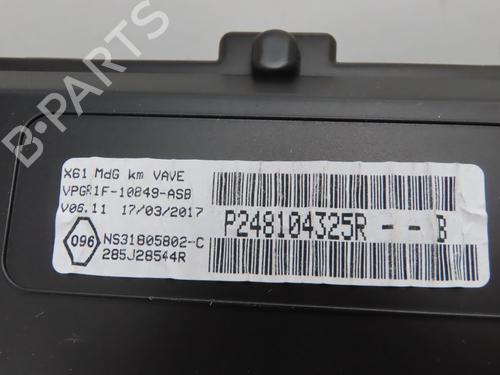 X61 MdG km VAVE
VPGR1F-10849-ASB
V06.11 17/03/2017
096
NS31805802-C
285J28544R
P248104325R - - B
B-PARTS